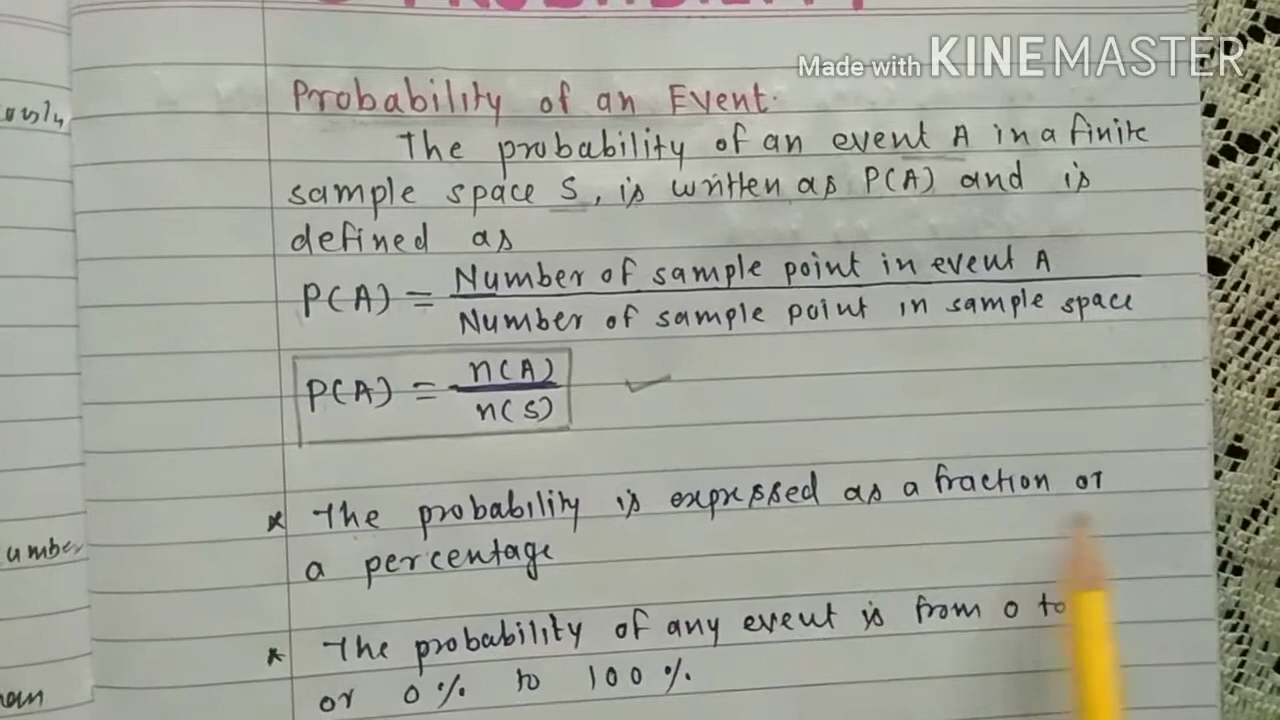 PROBABILITY
Made with KINEMASTER
Probability of an Event.
The probability of an event A in a finite
sample space S, is written as P(A) and is
defined as
P(A) = Number of sample point in event A
Number of sample point in sample space
P(A) = n(A)
n(S)
* The probability is expressed as a fraction or
a percentage
umber
* The probability of any event is from 0 to
or 0% to 100%.